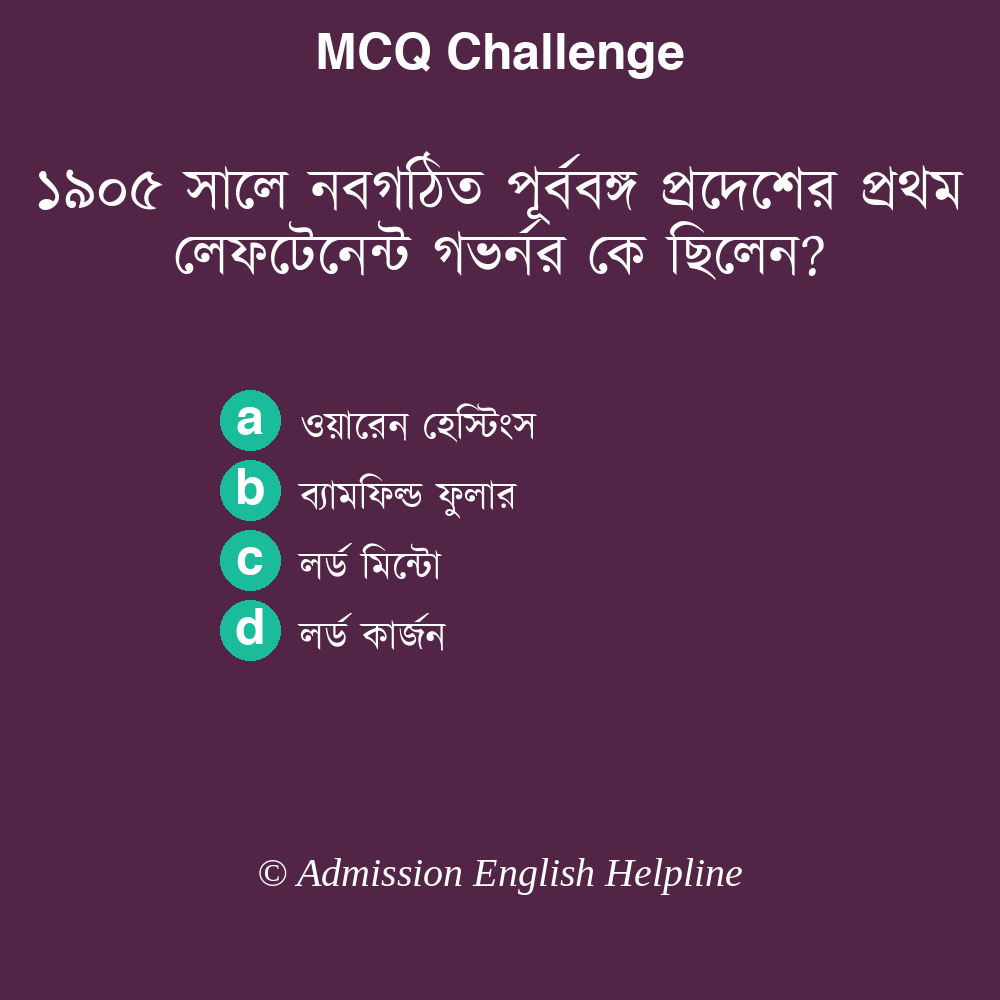 MCQ Challenge
১৯০৫ সালে নবগঠিত পূর্ববঙ্গ প্রদেশের প্রথম
লেফটেনেন্ট গভর্নর কে ছিলেন?
a ওয়ারেন হেস্টিংস
b ব্যামফিল্ড ফুলার
c লর্ড মিন্টো
d লর্ড কার্জন
© Admission English Helpline